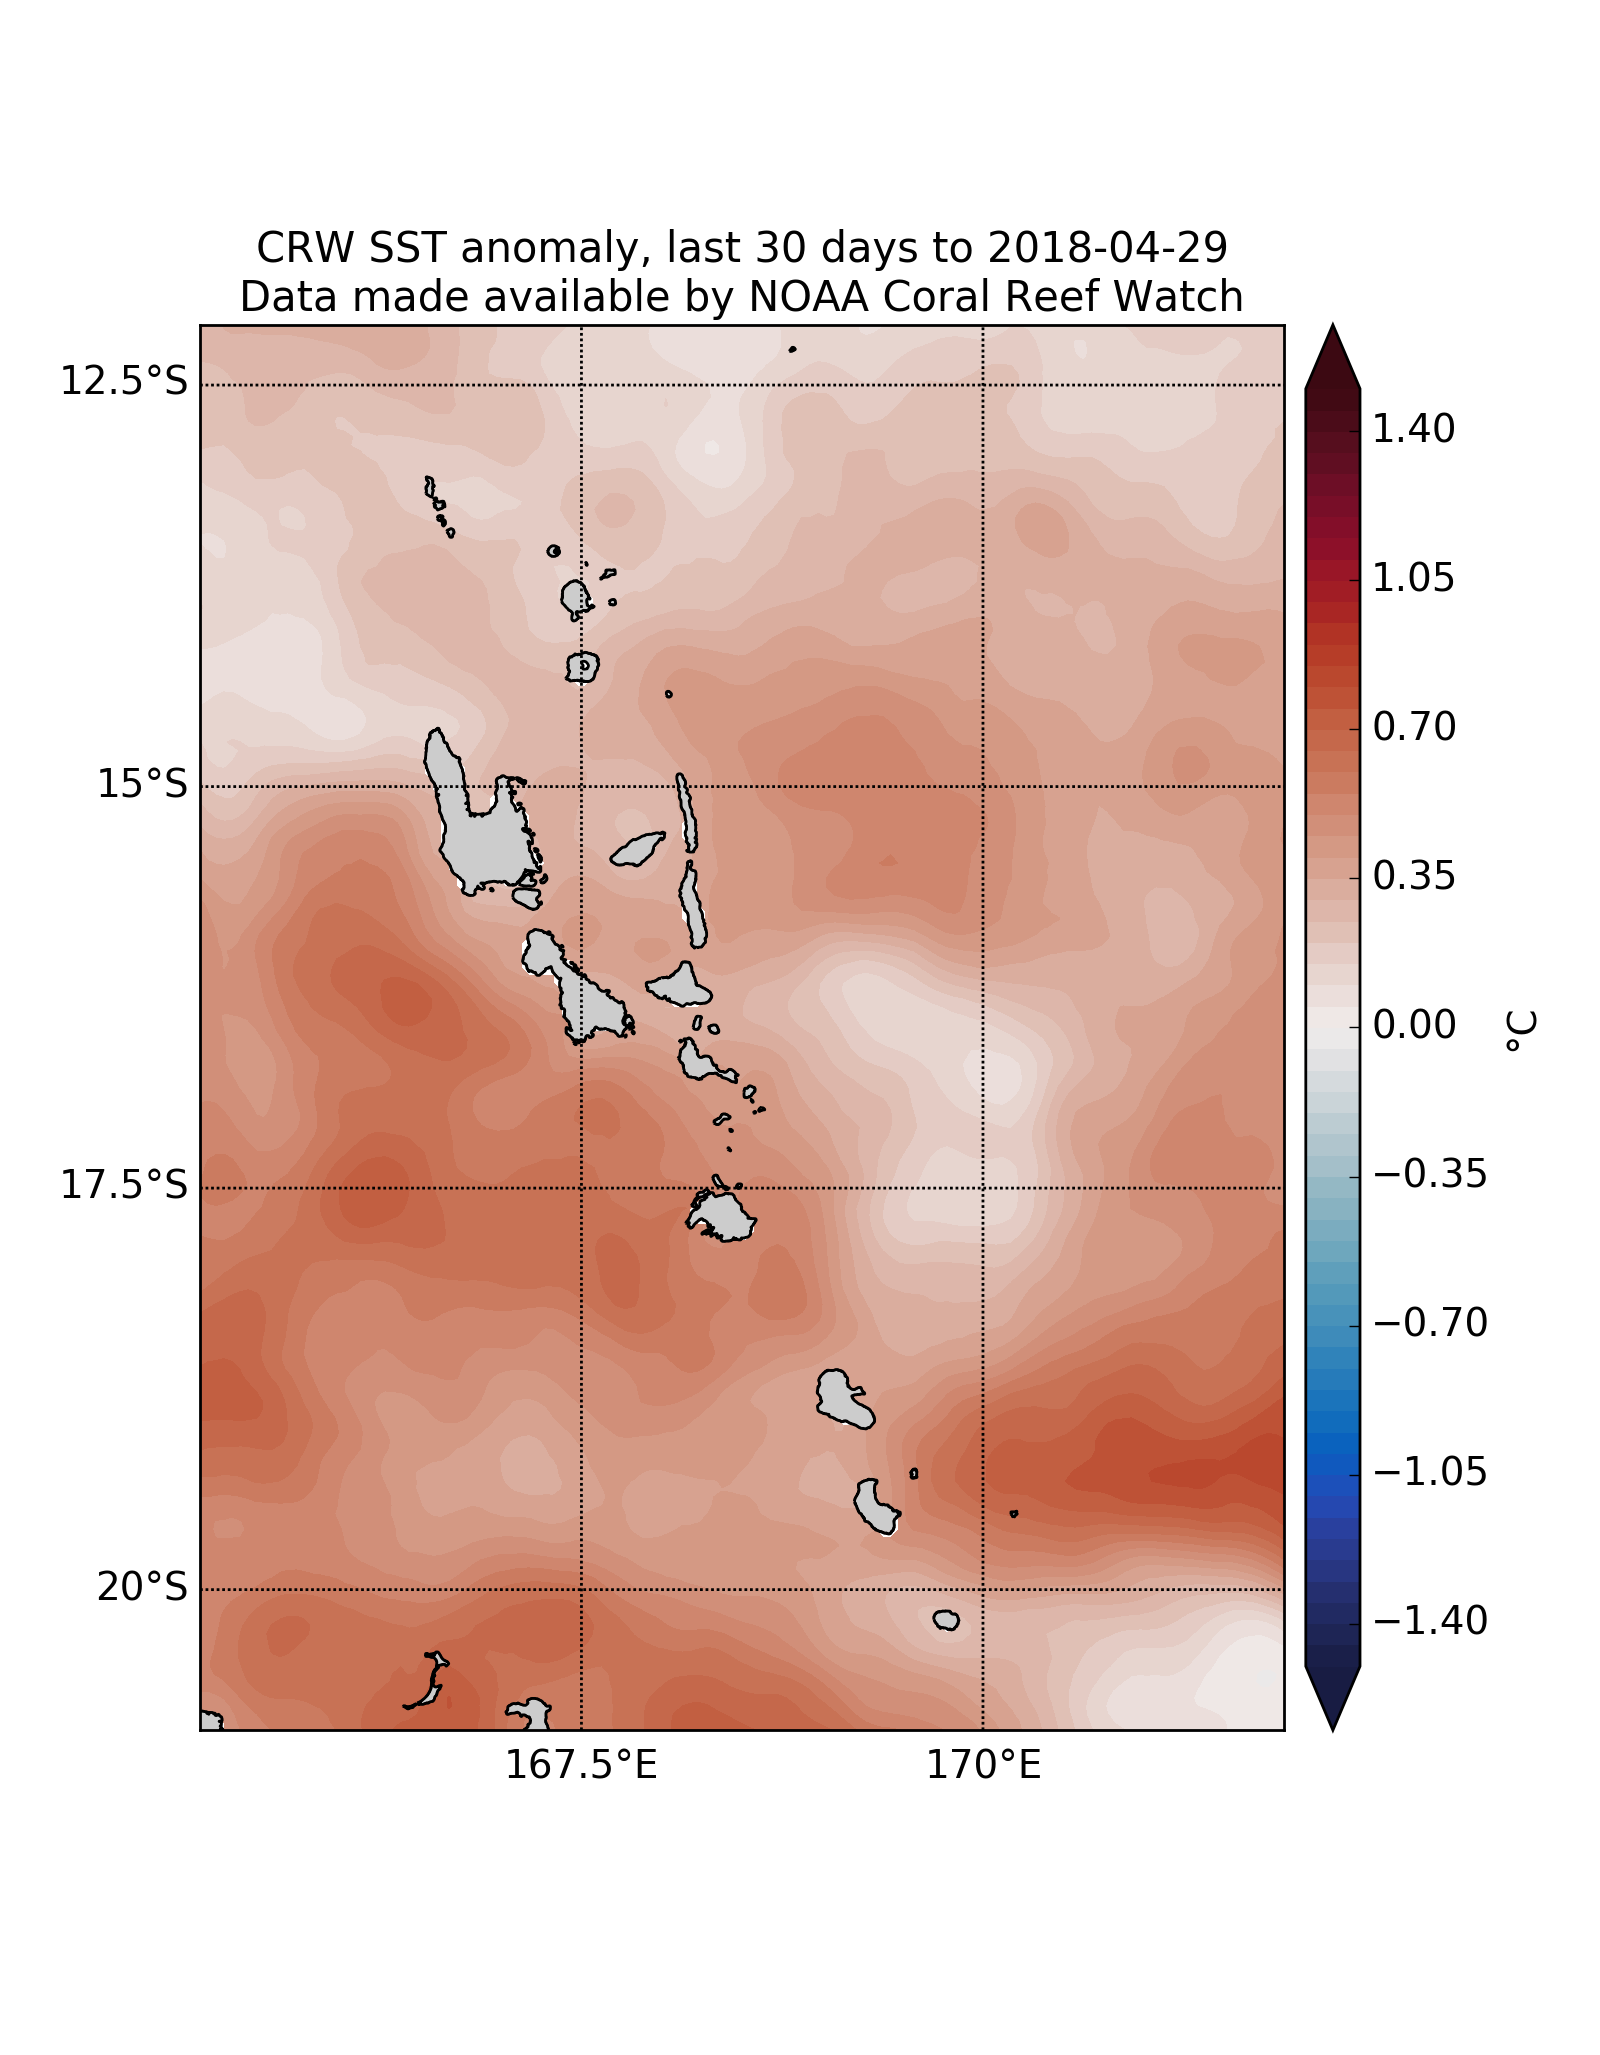 CRW SST anomaly, last 30 days to 2018-04-29
Data made available by NOAA Coral Reef Watch
12.5°S
15°S
17.5°S
20°S
167.5°E
170°E
1.40
1.05
0.70
0.35
0.00
−0.35
−0.70
−1.05
−1.40
°C